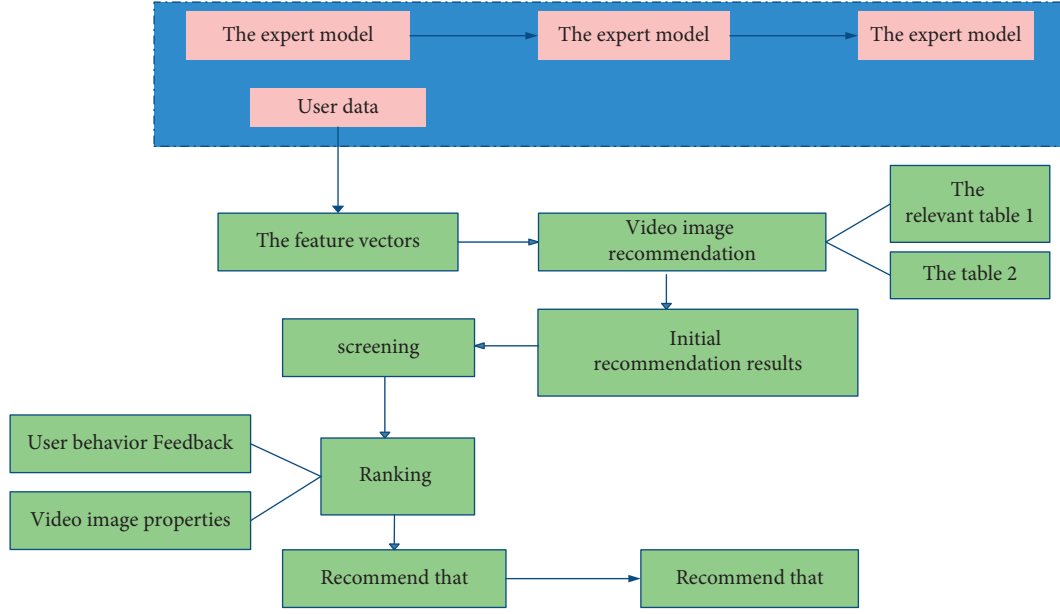 The expert model
The expert model
The expert model
User data
The feature vectors
Video image
recommendation
The
relevant table 1
The table 2
Initial
recommendation results
screening
User behavior Feedback
Ranking
Video image properties
Recommend that
Recommend that